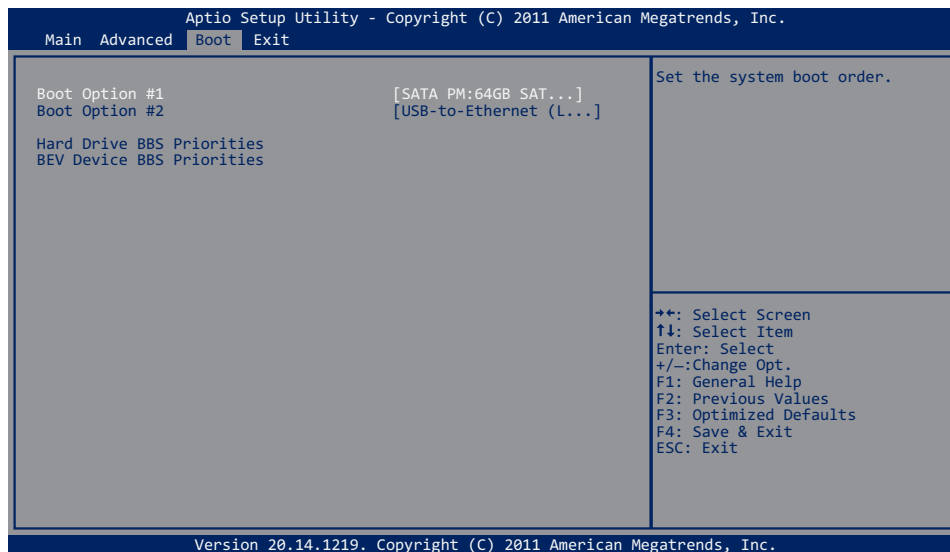 Aptio Setup Utility - Copyright (C) 2011 American Megatrends, Inc.
Main Advanced Boot Exit
Boot Option #1 [SATA PM:64GB SAT...]
Boot Option #2 [USB-to-Ethernet (L...]
Hard Drive BBS Priorities
BEV Device BBS Priorities
Set the system boot order.
→←: Select Screen
↑↓: Select Item
Enter: Select
+/—:Change Opt.
F1: General Help
F2: Previous Values
F3: Optimized Defaults
F4: Save & Exit
ESC: Exit
Version 20.14.1219. Copyright (C) 2011 American Megatrends, Inc.